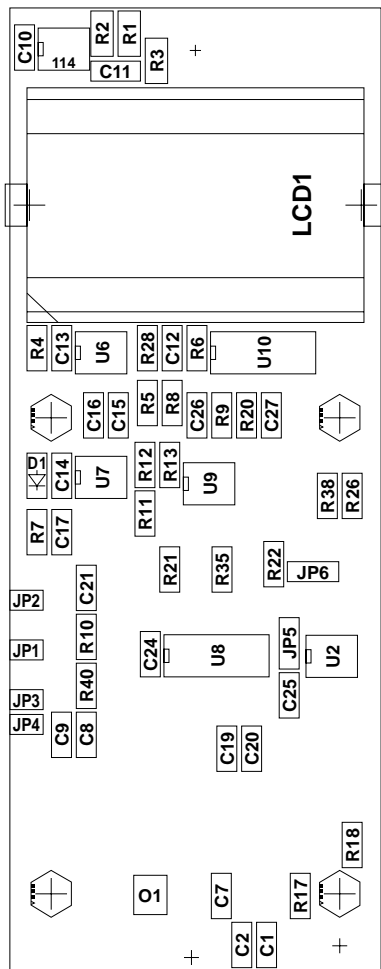 C10
114
R2
R1
C11
R3
LCD1
R4
C13
U6
R28
C12
R6
U10
C16
C15
R5
R8
C26
R9
R20
C27
D1
C14
U7
R12
R13
U9
R11
R38
R26
R7
C17
R21
R35
R22
JP6
JP2
C21
JP1
R10
C24
U8
JP5
U2
JP3
R40
C25
JP4
C9
C8
C19
C20
R18
O1
C7
R17
C2
C1